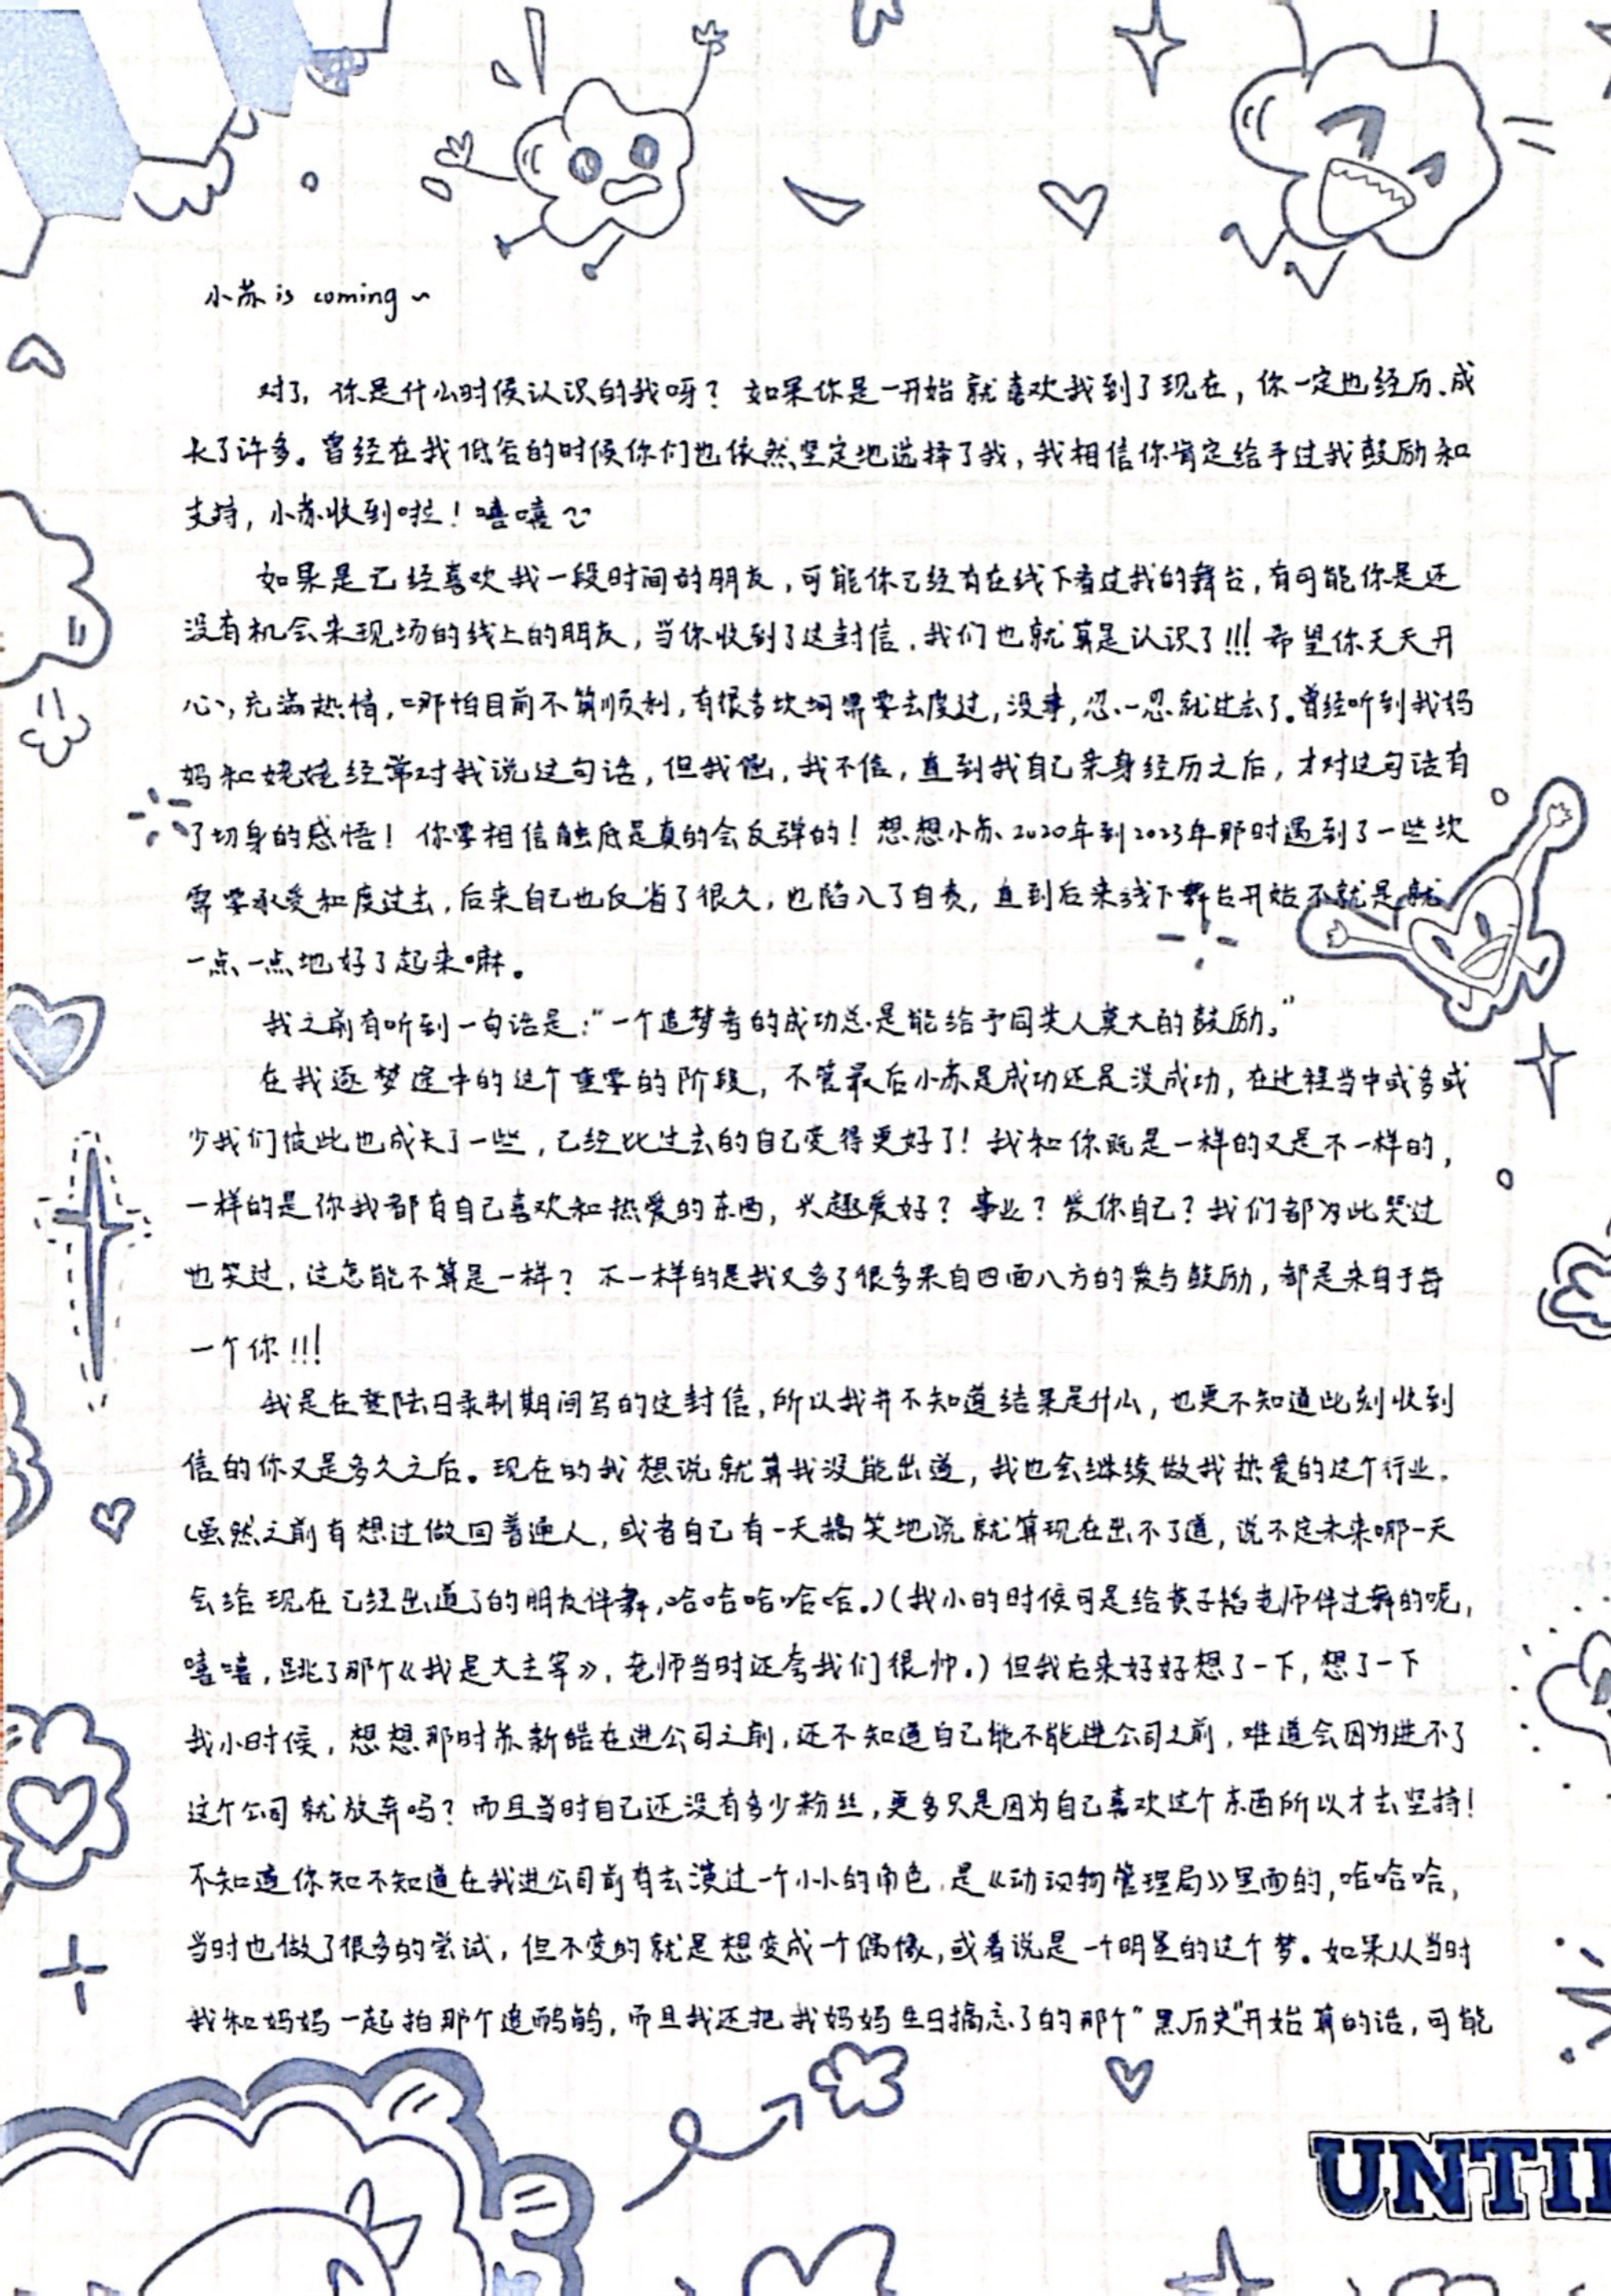 小苏 is coming~
对了，你是什么时候认识的我呀？如果你是一开始就喜欢我到了现在，你一定也经历、成
长了许多。曾经在我低谷的时候你们也依然坚定地选择了我，我相信你肯定给予过我鼓励和
支持，小苏收到啦！嘻嘻
如果是已经喜欢我一段时间的朋友，可能你已经有在线下看过我的舞台，有可能你是还
没有机会来现场的线上的朋友，当你收到了这封信，我们也就算是认识了!!! 希望你天天开
心，充满热情，哪怕目前不算顺利，有很多坎坷需要去度过，没事，忍一忍就过去了。曾经听到我妈
妈和姥姥经常对我说这句话，但我倔，我不信，直到我自己亲身经历之后，才对这句话有
了切身的感悟！你要相信触底是真的会反弹的！想想小苏2020年到2023年那时遇到了一些坎
需要承受和度过去，后来自己也反省了很久，也陷入了自责，直到后来线下舞台开始不就是就
一点一点地好了起来嘛。
我之前有听到一句话是：“一个追梦者的成功总是能给予同类人莫大的鼓励。”
在我逐梦途中的这个重要的阶段，不管最后小苏是成功还是没成功，在过程当中或多或
少我们彼此也成长了一些，已经比过去的自己变得更好了！我和你既是一样的又是不一样的，
一样的是你我都有自己喜欢和热爱的东西，兴趣爱好？事业？爱你自己？我们都为此哭过
也笑过，这怎能不算是一样？不一样的是我又多了很多来自四面八方的爱与鼓励，都是来自于每
一个你!!!
我是在登陆日录制期间写的这封信，所以我并不知道结果是什么，也更不知道此刻收到
信的你又是多久之后。现在的我想说就算我没能出道，我也会继续做我热爱的这个行业。
（虽然之前有想过做回普通人，或者自己有一天搞笑地说就算现在出不了道，说不定未来哪一天
会给现在已经出道了的朋友伴舞，哈哈哈哈哈。）（我小的时候可是给黄子韬老师伴过舞的呢，
嘻嘻，跳了那个《我是大主宰》，老师当时还夸我们很帅。）但我后来好好想了一下，想了一下
我小时候，想想那时苏新皓在进公司之前，还不知道自己能不能进公司之前，难道会因为进不了
这个公司就放弃吗？而且当时自己还没有多少粉丝，更多只是因为自己喜欢这个东西所以才去坚持！
不知道你知不知道在我进公司前有去演过一个小小的角色，是《动物管理局》里面的，哈哈哈，
当时也做了很多的尝试，但不变的就是想变成一个偶像，或者说是一个明星的这个梦。如果从当时
我和妈妈一起拍那个追鸸鹋，而且我还把我妈妈生日搞忘了的那个“黑历史”开始算的话，可能
UNTIL